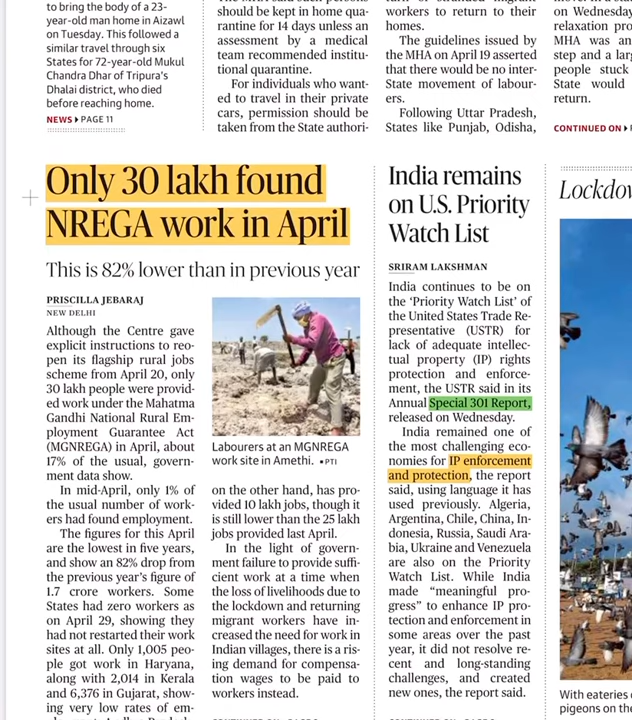 to bring the body of a 23-
year-old man home in Aizawl
on Tuesday. This followed a
similar travel through six
States for 72-year-old Mukul
Chandra Dhar of Tripura's
Dhalai district, who died
before reaching home.
NEWS PAGE 11
said such persons
should be kept in home qua-
rantine for 14 days unless an
assessment by a medical
team recommended institu-
tional quarantine.
For individuals who want-
ed to travel in their private
cars, permission should be
taken from the State authori-
workers to return to their
homes.
The guidelines issued by
the MHA on April 19 asserted
that there would be no inter-
State movement of labour-
ers.
Following Uttar Pradesh,
States like Punjab, Odisha,
on Wednesday
relaxation pro
MHA was an
step and a larg
people stuck
State would
return.
CONTINUED ON
Only 30 lakh found
NREGA work in April
This is 82% lower than in previous year
PRISCILLA JEBARAJ
NEW DELHI
Although the Centre gave
explicit instructions to reo-
pen its flagship rural jobs
scheme from April 20, only
30 lakh people were provid-
ed work under the Mahatma
Gandhi National Rural Em-
ployment Guarantee Act
(MGNREGA) in April, about
17% of the usual, govern-
ment data show.
In mid-April, only 1% of
the usual number of work-
ers had found employment.
The figures for this April
are the lowest in five years,
and show an 82% drop from
the previous year's figure of
1.7 crore workers. Some
States had zero workers as
on April 29, showing they
had not restarted their work
sites at all. Only 1,005 peo-
ple got work in Haryana,
along with 2,014 in Kerala
and 6,376 in Gujarat, show-
ing very low rates of em-
Labourers at an MGNREGA
work site in Amethi. •PTI
on the other hand, has pro-
vided 10 lakh jobs, though it
is still lower than the 25 lakh
jobs provided last April.
In the light of govern-
ment failure to provide suffi-
cient work at a time when
the loss of livelihoods due to
the lockdown and returning
migrant workers have in-
creased the need for work in
Indian villages, there is a ris-
ing demand for compensa-
tion wages to be paid to
workers instead.
India remains
on U.S. Priority
Watch List
SRIRAM LAKSHMAN
India continues to be on
the 'Priority Watch List' of
the United States Trade Re-
presentative (USTR) for
lack of adequate intellec-
tual property (IP) rights
protection and enforce-
ment, the USTR said in its
Annual Special 301 Report,
released on Wednesday.
India remained one of
the most challenging eco-
nomies for IP enforcement
and protection, the report
said, using language it has
used previously. Algeria,
Argentina, Chile, China, In-
donesia, Russia, Saudi Ara-
bia, Ukraine and Venezuela
are also on the Priority
Watch List. While India
made "meaningful pro-
gress" to enhance IP pro-
tection and enforcement in
some areas over the past
year, it did not resolve re-
cent and long-standing
challenges, and created
new ones, the report said.
Lockdow
With eateries
pigeons on the